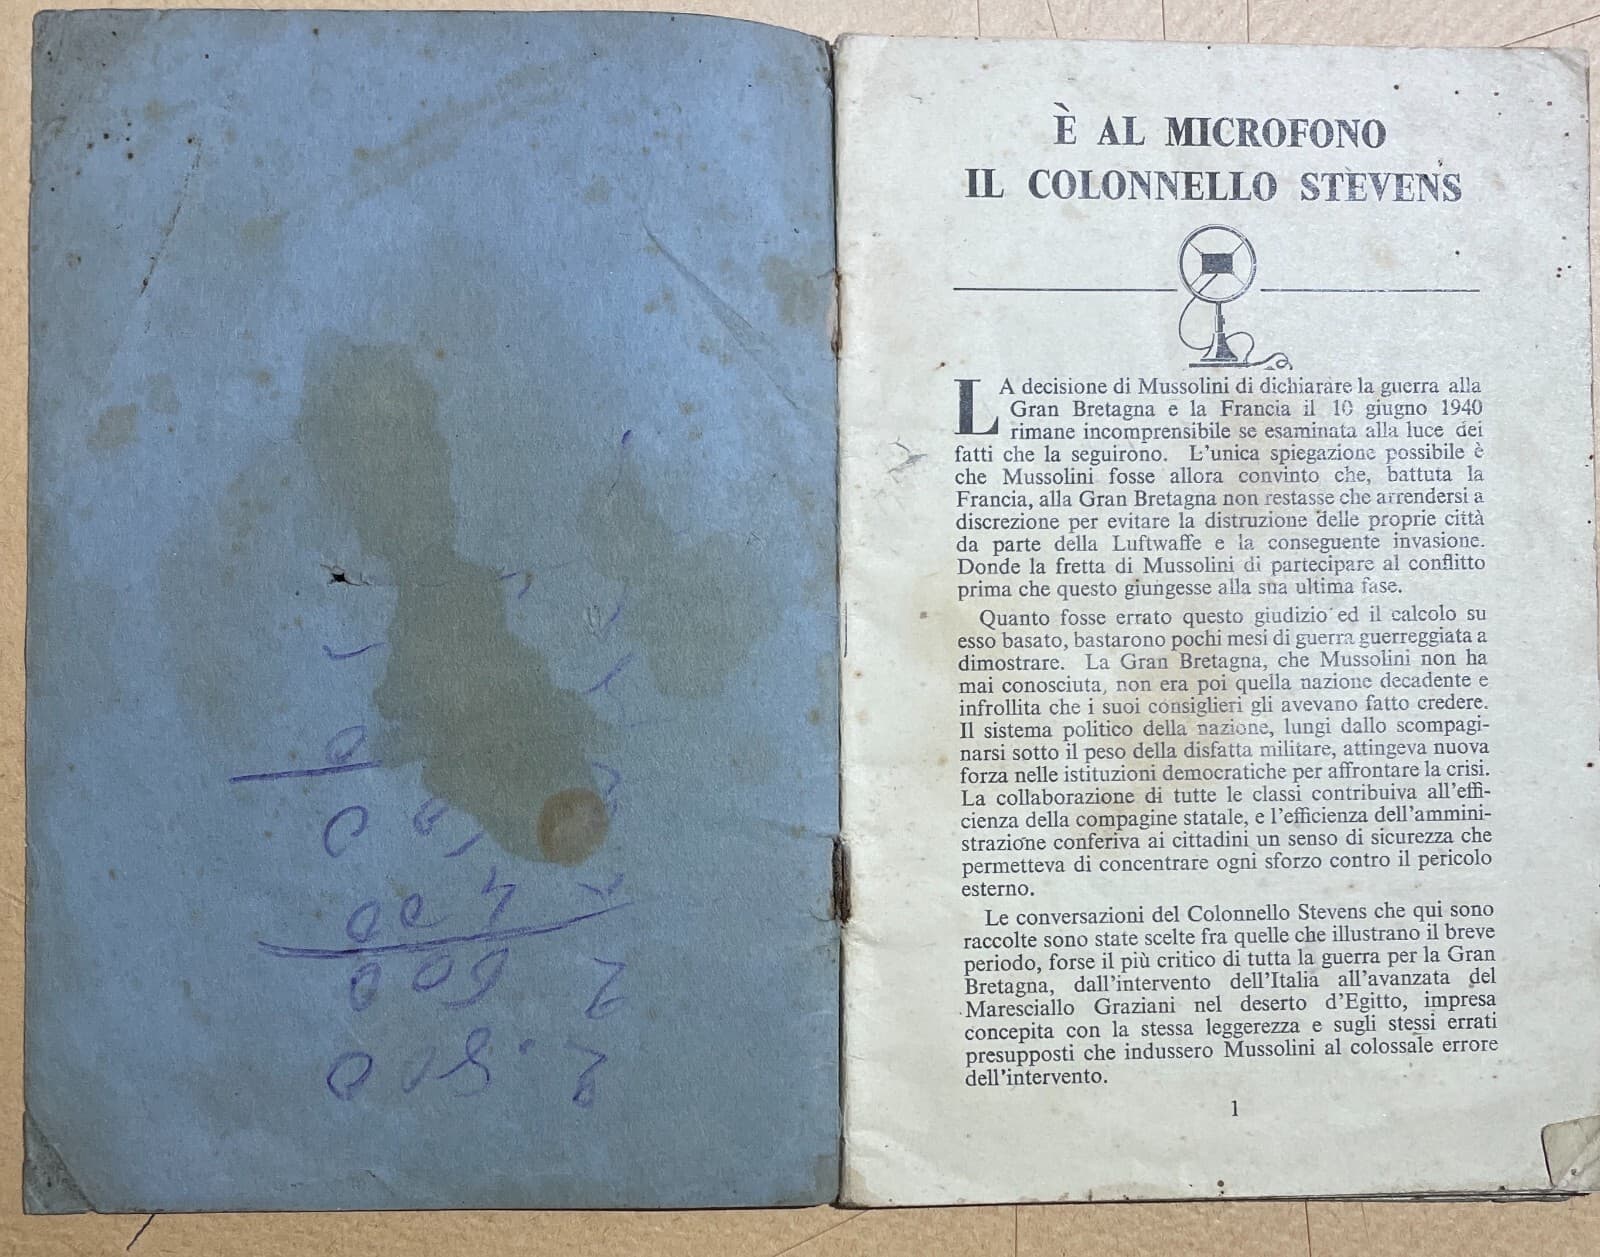 È AL MICROFONO
IL COLONNELLO STEVENS
LA decisione di Mussolini di dichiarare la guerra alla
Gran Bretagna e la Francia il 10 giugno 1940
rimane incomprensibile se esaminata alla luce dei
fatti che la seguirono. L'unica spiegazione possibile è
che Mussolini fosse allora convinto che, battuta la
Francia, alla Gran Bretagna non restasse che arrendersi a
discrezione per evitare la distruzione delle proprie città
da parte della Luftwaffe e la conseguente invasione.
Donde la fretta di Mussolini di partecipare al conflitto
prima che questo giungesse alla sua ultima fase.
Quanto fosse errato questo giudizio ed il calcolo su
esso basato, bastarono pochi mesi di guerra guerreggiata a
dimostrare. La Gran Bretagna, che Mussolini non ha
mai conosciuta, non era poi quella nazione decadente e
infrollita che i suoi consiglieri gli avevano fatto credere.
Il sistema politico della nazione, lungi dallo scompagi-
narsi sotto il peso della disfatta militare, attingeva nuova
forza nelle istituzioni democratiche per affrontare la crisi.
La collaborazione di tutte le classi contribuiva all'effi-
cienza della compagine statale, e l'efficienza dell'ammini-
strazione conferiva ai cittadini un senso di sicurezza che
permetteva di concentrare ogni sforzo contro il pericolo
esterno.
Le conversazioni del Colonnello Stevens che qui sono
raccolte sono state scelte fra quelle che illustrano il breve
periodo, forse il più critico di tutta la guerra per la Gran
Bretagna, dall'intervento dell'Italia all'avanzata del
Maresciallo Graziani nel deserto d'Egitto, impresa
concepita con la stessa leggerezza e sugli stessi errati
presupposti che indussero Mussolini al colossale errore
dell'intervento.
1